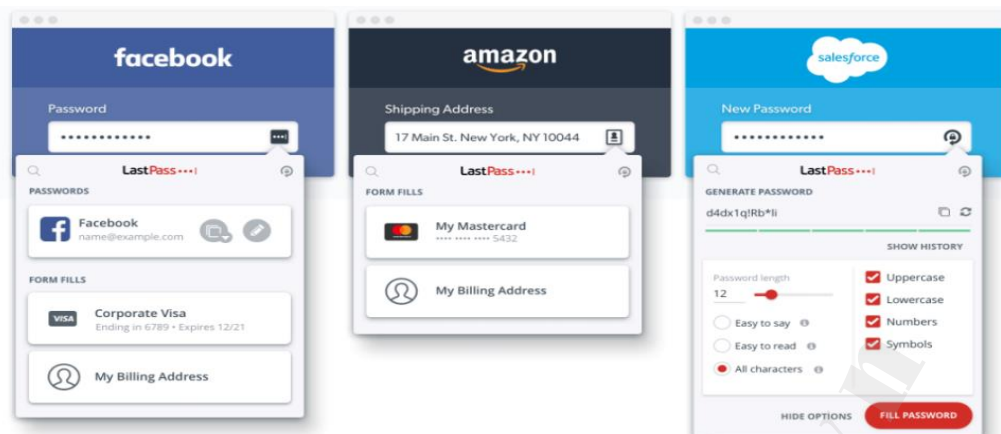 facebook
Password
LastPass
PASSWORDS
Facebook
name@example.com
FORM FILLS
VISA
Corporate Visa
Ending in 6789 • Expires 12/21
My Billing Address
amazon
Shipping Address
17 Main St. New York, NY 10044
LastPass
FORM FILLS
My Mastercard
•••• •••• •••• 5432
My Billing Address
salesforce
New Password
LastPass
GENERATE PASSWORD
d4dx1q!Rb*li
SHOW HISTORY
Password length
12
Easy to say
Easy to read
All characters
Uppercase
Lowercase
Numbers
Symbols
HIDE OPTIONS
FILL PASSWORD